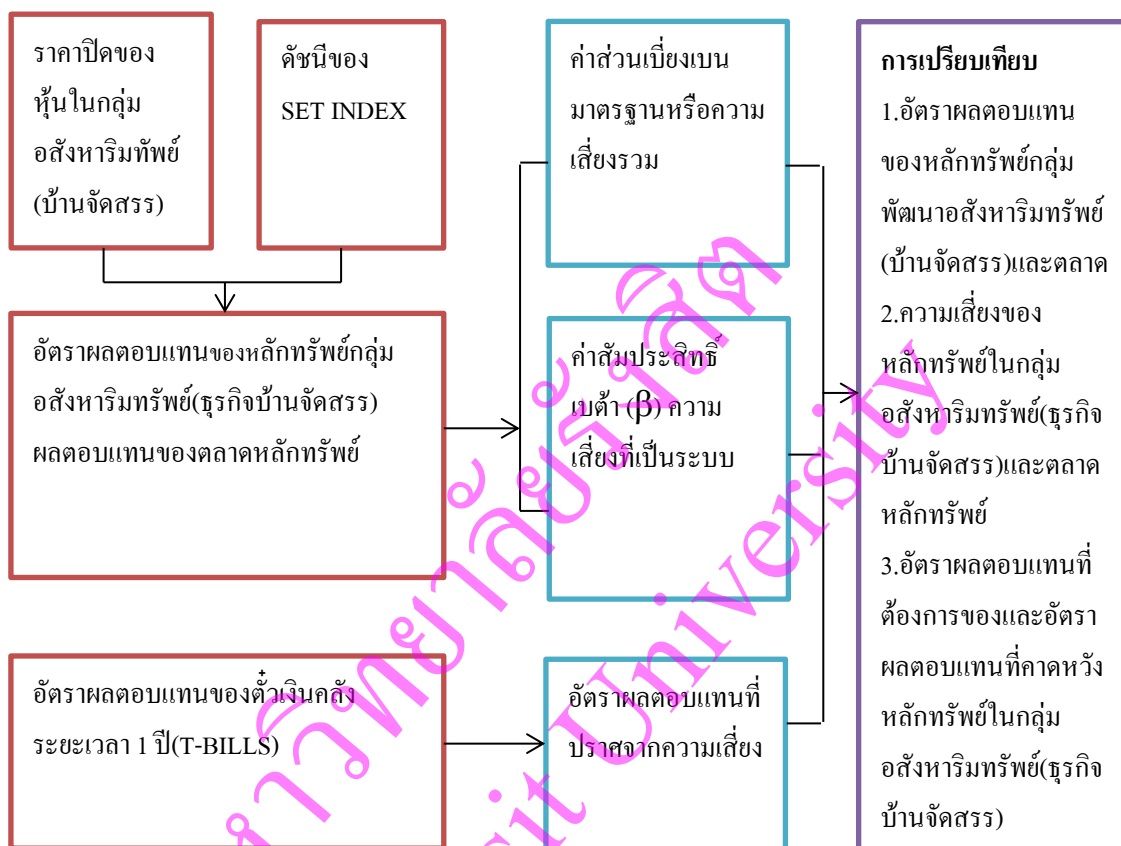 ราคาปิดของ
หุ้นในกลุ่ม
อสังหาริมทัพย์
(บ้านจัดสรร)
ดัชนีของ
SET INDEX
ค่าส่วนเบี่ยงเบน
มาตรฐานหรือความ
เสี่ยงรวม
การเปรียบเทียบ
1.อัตราผลตอบแทน
ของหลักทรัพย์กลุ่ม
พัฒนาอสังหาริมทรัพย์
(บ้านจัดสรร)และตลาด
2.ความเสี่ยงของ
หลักทรัพย์ในกลุ่ม
อสังหาริมทรัพย์(ธุรกิจ
บ้านจัดสรร)และตลาด
หลักทรัพย์
3.อัตราผลตอบแทนที่
ต้องการของและอัตรา
ผลตอบแทนที่คาดหวัง
หลักทรัพย์ในกลุ่ม
อสังหาริมทรัพย์(ธุรกิจ
บ้านจัดสรร)
อัตราผลตอบแทนของหลักทรัพย์กลุ่ม
อสังหาริมทรัพย์(ธุรกิจบ้านจัดสรร)
ผลตอบแทนของตลาดหลักทรัพย์
ค่าสัมประสิทธิ์
เบต้า (β) ความ
เสี่ยงที่เป็นระบบ
อัตราผลตอบแทนของตั๋วเงินคลัง
ระยะเวลา 1 ปี(T-BILLS)
อัตราผลตอบแทนที่
ปราศจากความเสี่ยง
วิทยาลัยรังสิต
University